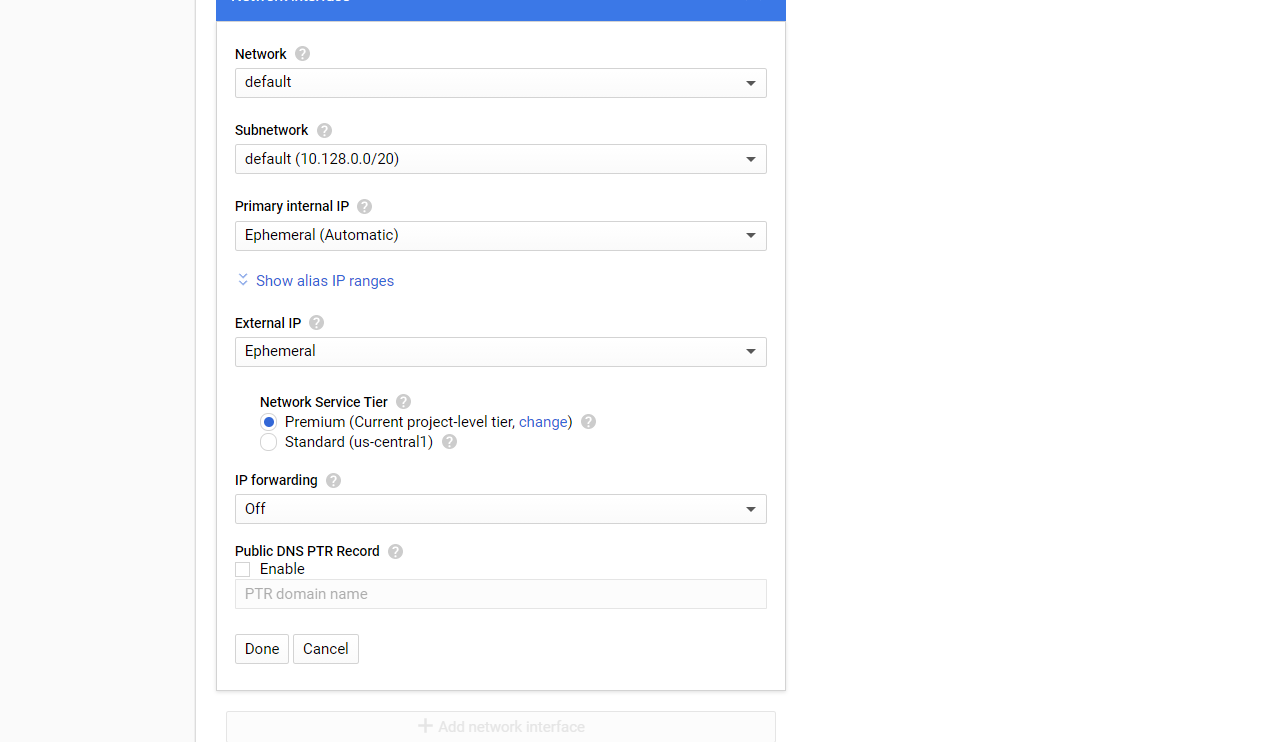 Network interface
Network ?
default
Subnetwork ?
default (10.128.0.0/20)
Primary internal IP ?
Ephemeral (Automatic)
Show alias IP ranges
External IP ?
Ephemeral
Network Service Tier ?
Premium (Current project-level tier, change) ?
Standard (us-central1) ?
IP forwarding ?
Off
Public DNS PTR Record ?
Enable
PTR domain name
Done Cancel
+ Add network interface